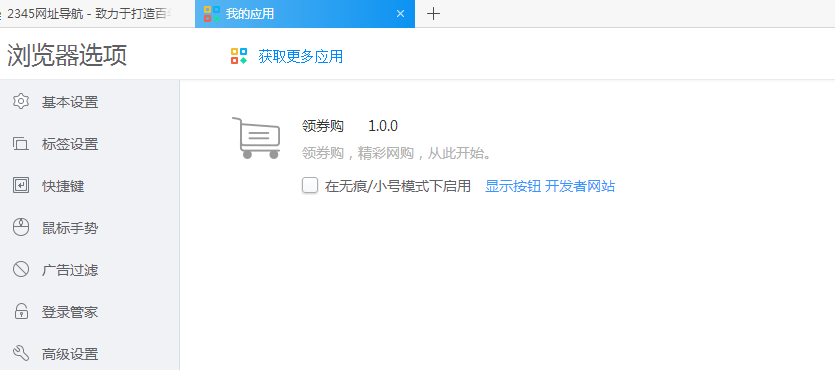 2345网址导航 - 致力于打造百年
我的应用
浏览器选项
获取更多应用
基本设置
标签设置
快捷键
鼠标手势
广告过滤
登录管家
高级设置
领券购 1.0.0
领券购，精彩网购，从此开始。
在无痕/小号模式下启用 显示按钮 开发者网站